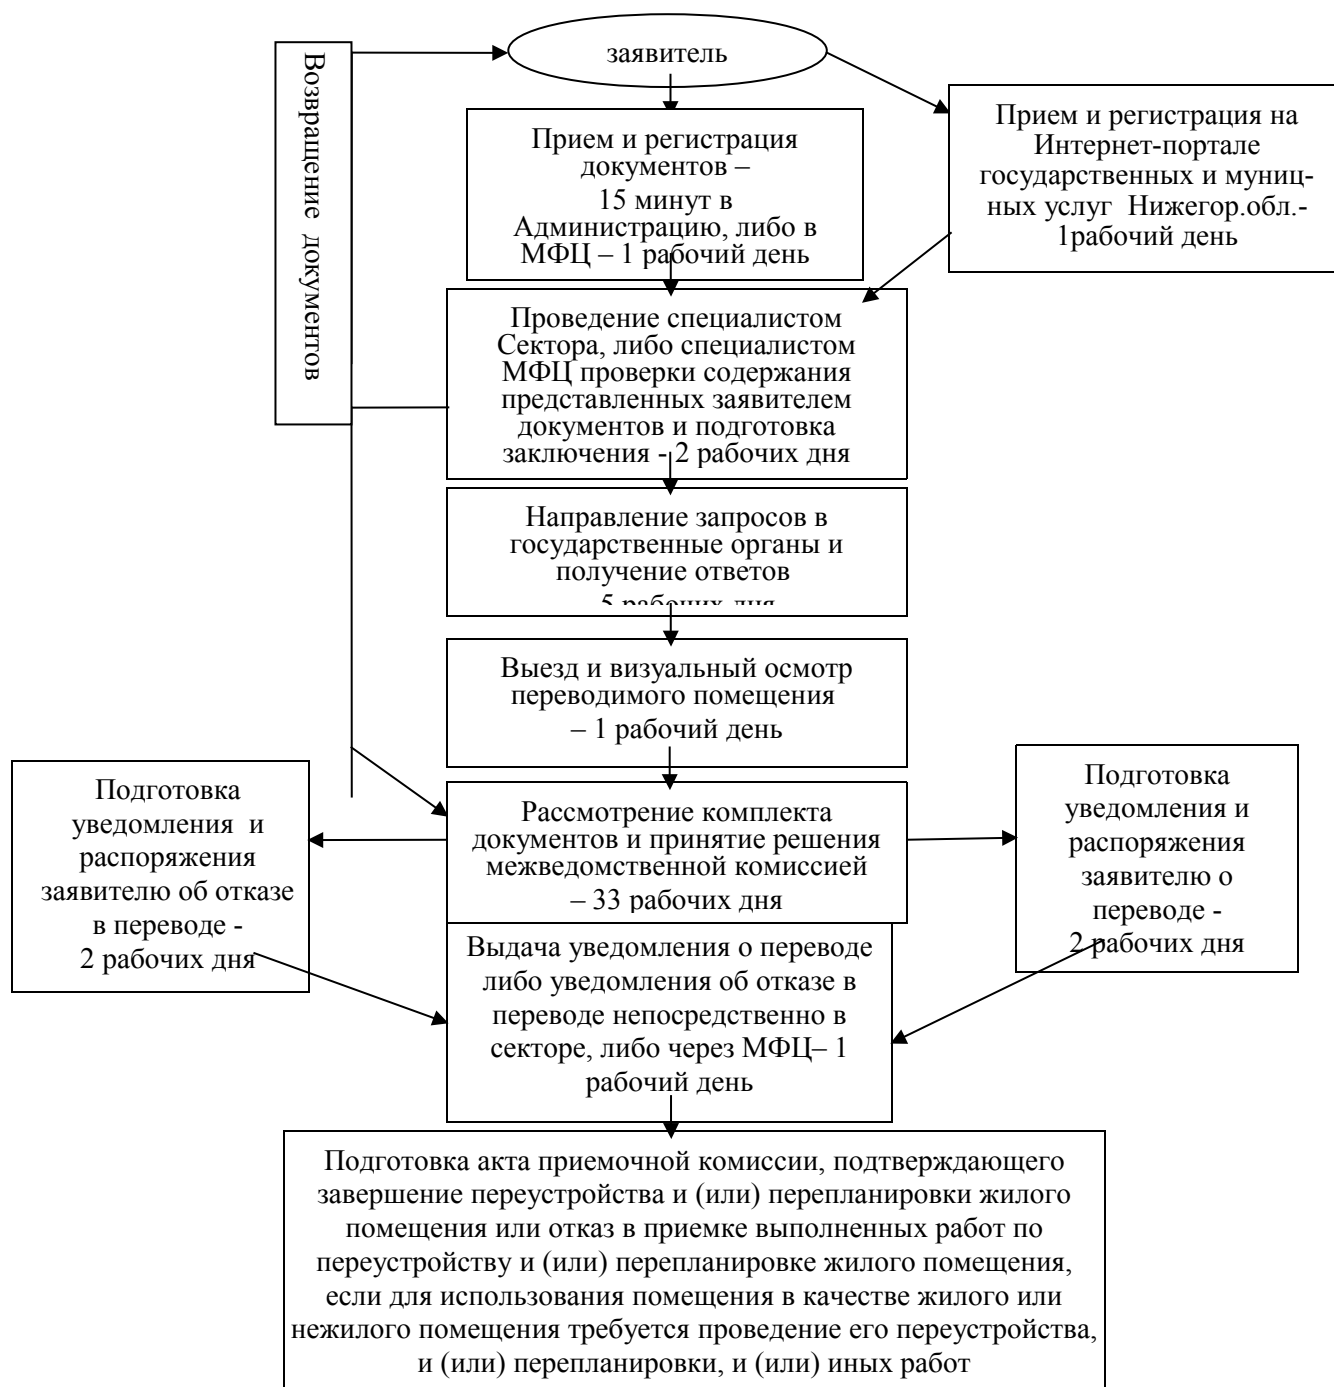 заявитель
Возвращение документов
Прием и регистрация
документов –
15 минут в
Администрацию, либо в
МФЦ – 1 рабочий день
Прием и регистрация на
Интернет-портале
государственных и муниц-
ных услуг Нижегор.обл.-
1рабочий день
Проведение специалистом
Сектора, либо специалистом
МФЦ проверки содержания
представленных заявителем
документов и подготовка
заключения - 2 рабочих дня
Направление запросов в
государственные органы и
получение ответов
5 рабочих дня
Выезд и визуальный осмотр
переводимого помещения
– 1 рабочий день
Подготовка
уведомления и
распоряжения
заявителю об отказе
в переводе -
2 рабочих дня
Рассмотрение комплекта
документов и принятие решения
межведомственной комиссией
– 33 рабочих дня
Подготовка
уведомления и
распоряжения
заявителю о
переводе -
2 рабочих дня
Выдача уведомления о переводе
либо уведомления об отказе в
переводе непосредственно в
секторе, либо через МФЦ– 1
рабочий день
Подготовка акта приемочной комиссии, подтверждающего
завершение переустройства и (или) перепланировки жилого
помещения или отказ в приемке выполненных работ по
переустройству и (или) перепланировке жилого помещения,
если для использования помещения в качестве жилого или
нежилого помещения требуется проведение его переустройства,
и (или) перепланировки, и (или) иных работ